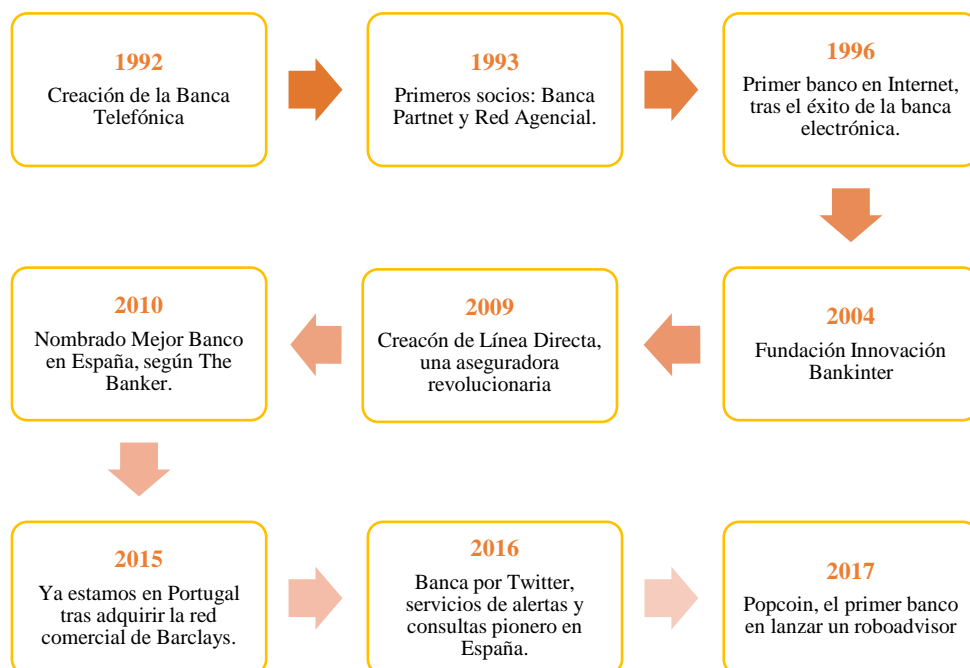 1992
Creación de la Banca
Telefónica
1993
Primeros socios: Banca
Partnet y Red Agencial.
1996
Primer banco en Internet,
tras el éxito de la banca
electrónica.
2004
Fundación Innovación
Bankinter
2009
Creacón de Línea Directa,
una aseguradora
revolucionaria
2010
Nombrado Mejor Banco
en España, según The
Banker.
2015
Ya estamos en Portugal
tras adquirir la red
comercial de Barclays.
2016
Banca por Twitter,
servicios de alertas y
consultas pionero en
España.
2017
Popcoin, el primer banco
en lanzar un roboadvisor